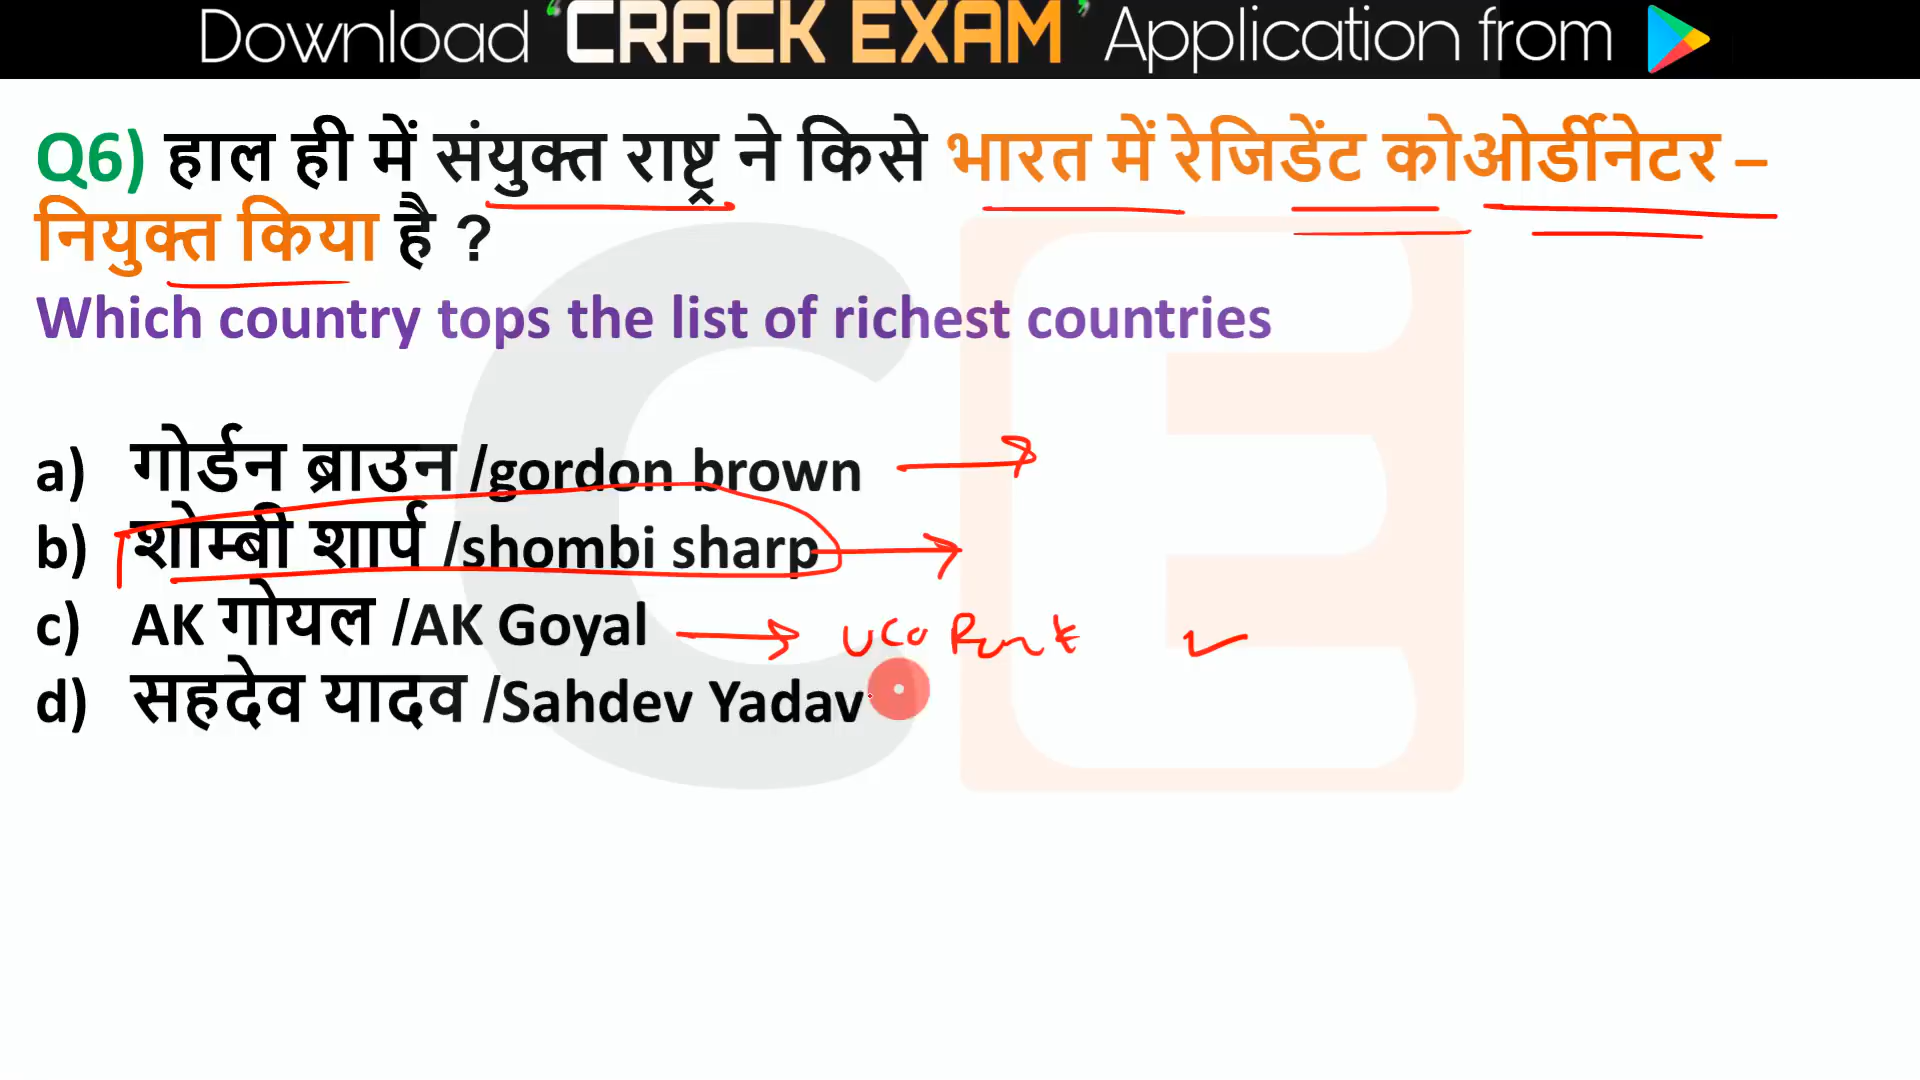 Download ‘CRACK EXAM’ Application from
Q6) हाल ही में संयुक्त राष्ट्र ने किसे भारत में रेजिडेंट कोओर्डीनेटर –
नियुक्त किया है ?
Which country tops the list of richest countries
a) गोर्डन ब्राउन /gordon brown
b) शोम्बी शार्प /shombi sharp
c) AK गोयल /AK Goyal → UCO
d) सहदेव यादव /Sahdev Yadav
CE